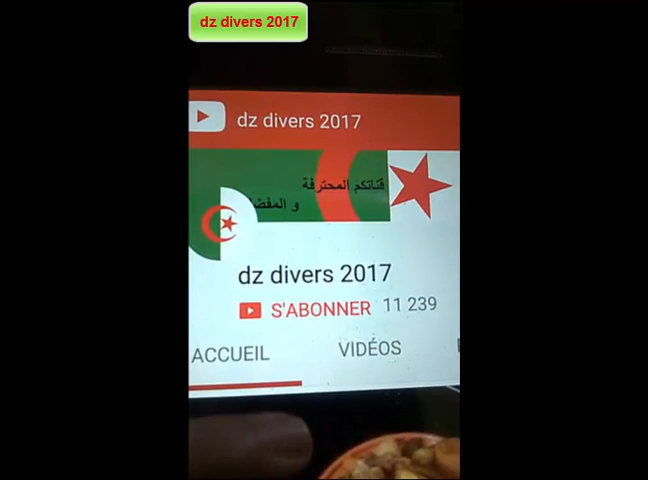 dz divers 2017
dz divers 2017
قناتكم المحترفة
و المفض
dz divers 2017
S'ABONNER 11 239
ACCUEIL VIDÉOS